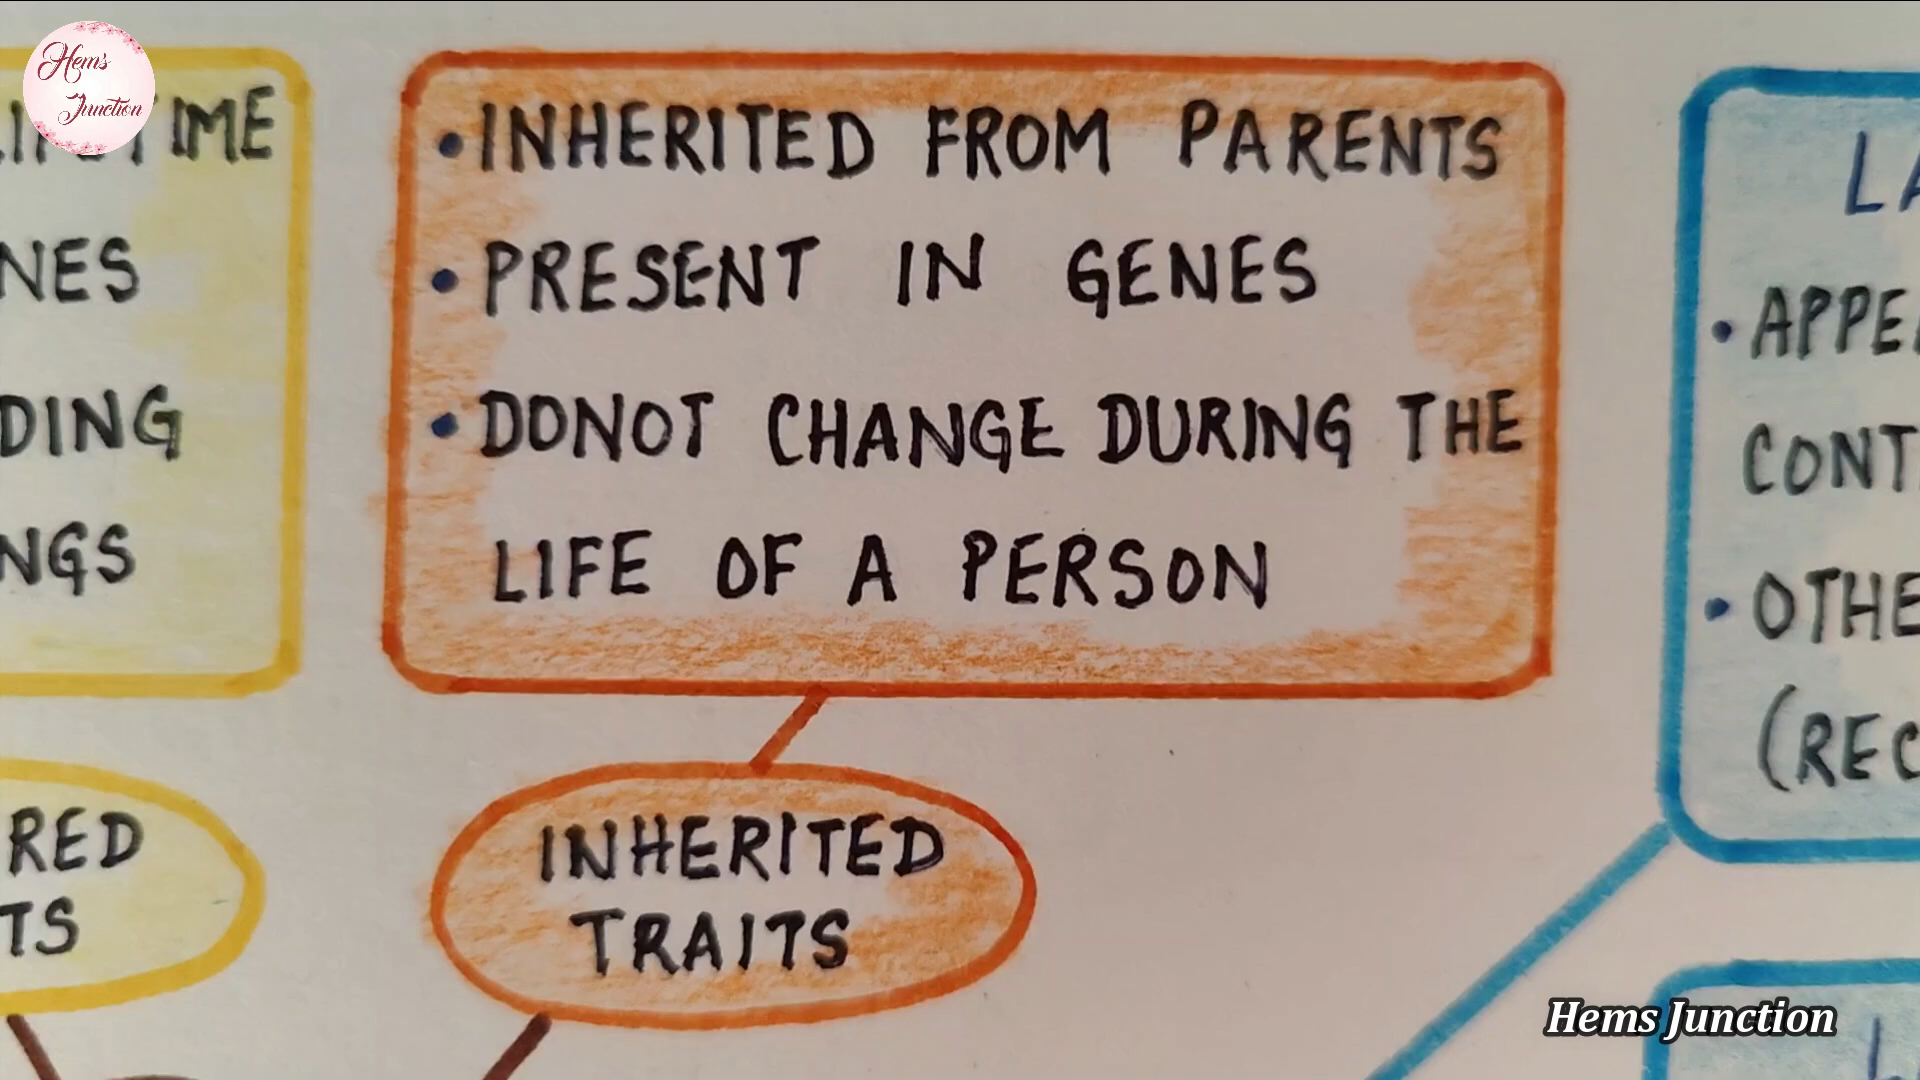 Hems
Junction
TIME
• INHERITED FROM PARENTS
• PRESENT IN GENES
• DONOT CHANGE DURING THE
LIFE OF A PERSON
INHERITED
TRAITS
NES
DING
NGS
RED
TS
LA
• APPE
CONT
• OTHE
(REC
Hems Junction